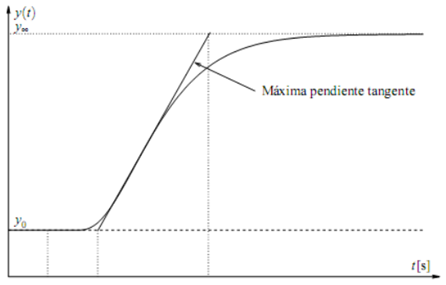 y(t)
y∞
Máxima pendiente tangente
y0
t[s]